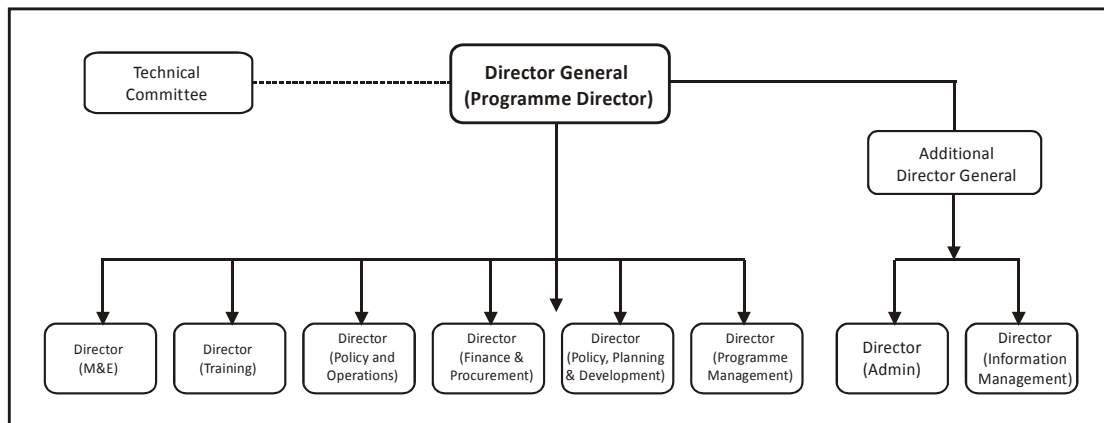 Technical
Committee
Director General
(Programme Director)
Additional
Director General
Director
(M&E)
Director
(Training)
Director
(Policy and
Operations)
Director
(Finance &
Procurement)
Director
(Policy, Planning
& Development)
Director
(Programme
Management)
Director
(Admin)
Director
(Information
Management)